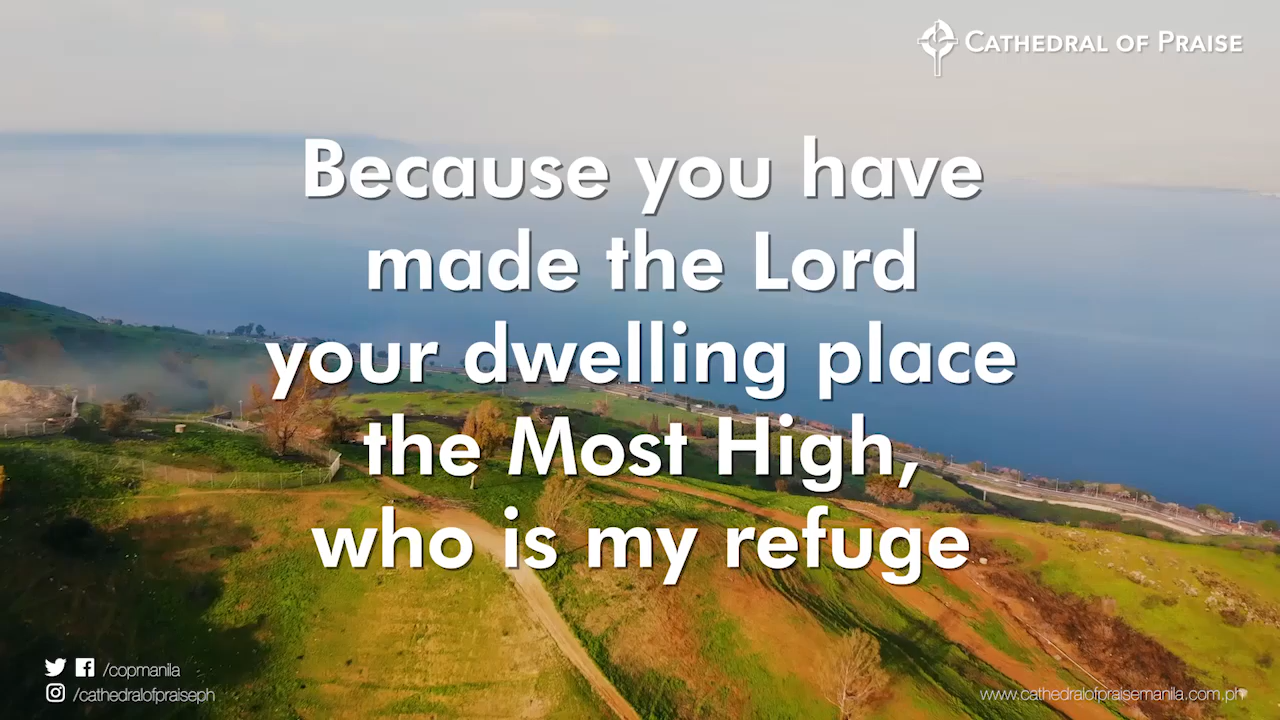 CATHEDRAL OF PRAISE
Because you have
made the Lord
your dwelling place
the Most High,
who is my refuge
/copmanila
/cathedralofpraiseph
www.cathedralofpraisemanila.com.ph